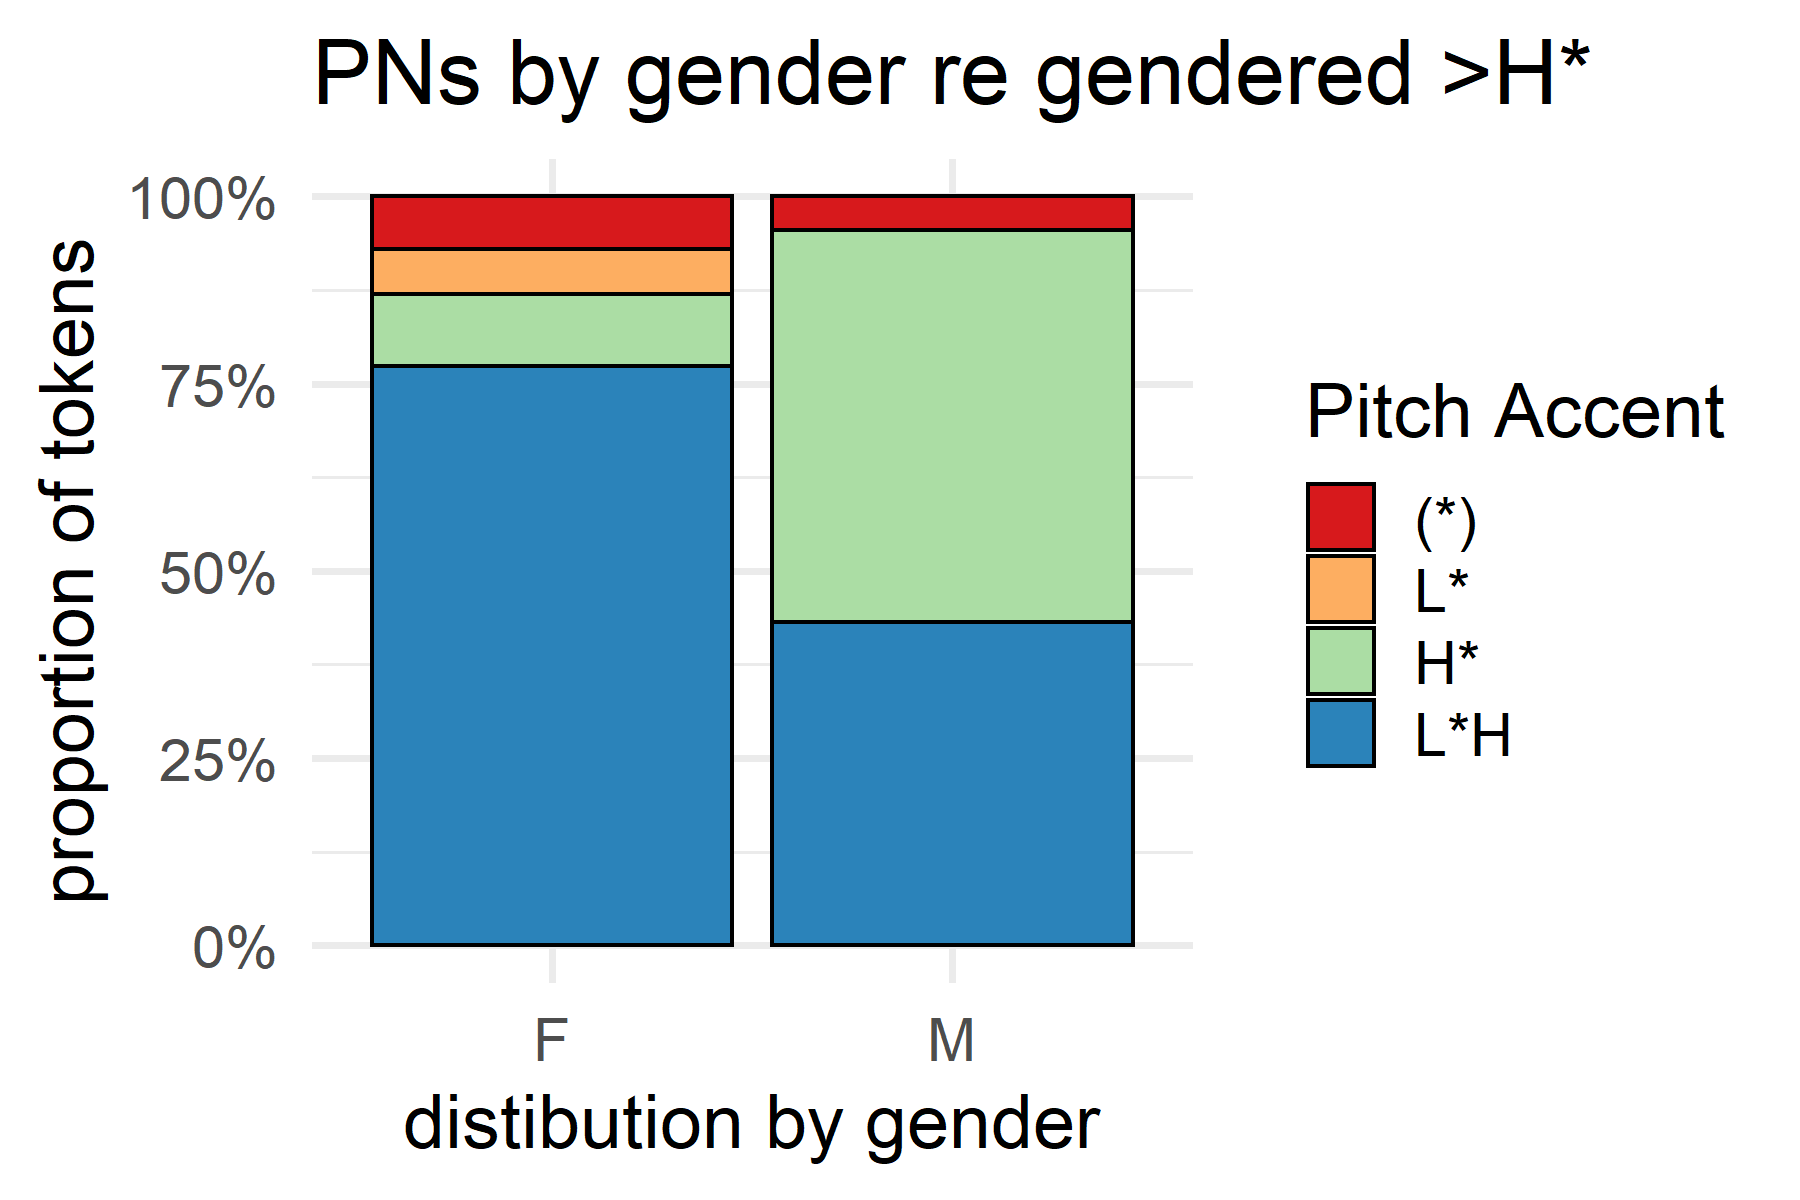 PNs by gender re gendered >H*
proportion of tokens
100%
75%
50%
25%
0%
F
M
distibution by gender
Pitch Accent
(*)
L*
H*
L*H